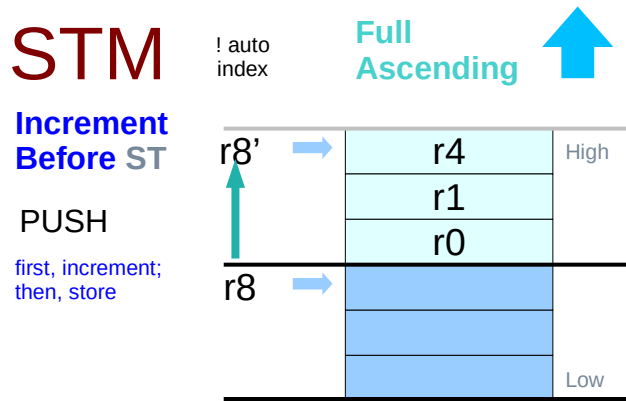 STM
! auto
index
Full
Ascending
Increment
Before ST
PUSH
first, increment;
then, store
r8’
r4
High
r1
r0
r8
Low